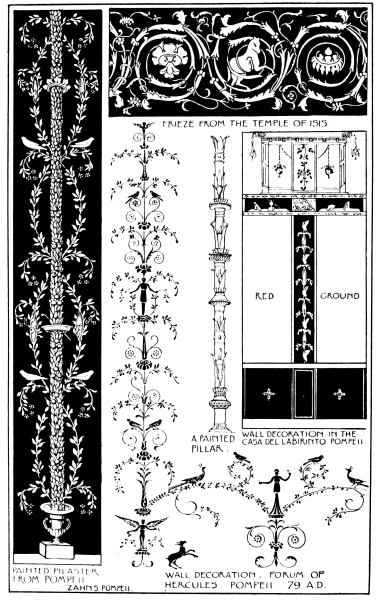 FRIEZE FROM THE TEMPLE OF ISIS
RED GROUND
A PAINTED
PILLAR.
WALL DECORATION IN THE
CASA DEL LABIRINTO POMPEII
PAINTED PILASTER
FROM POMPEII
ZAHN'S POMPEII.
WALL DECORATION. FORUM OF
HERCULES. POMPEII. 79. A.D.